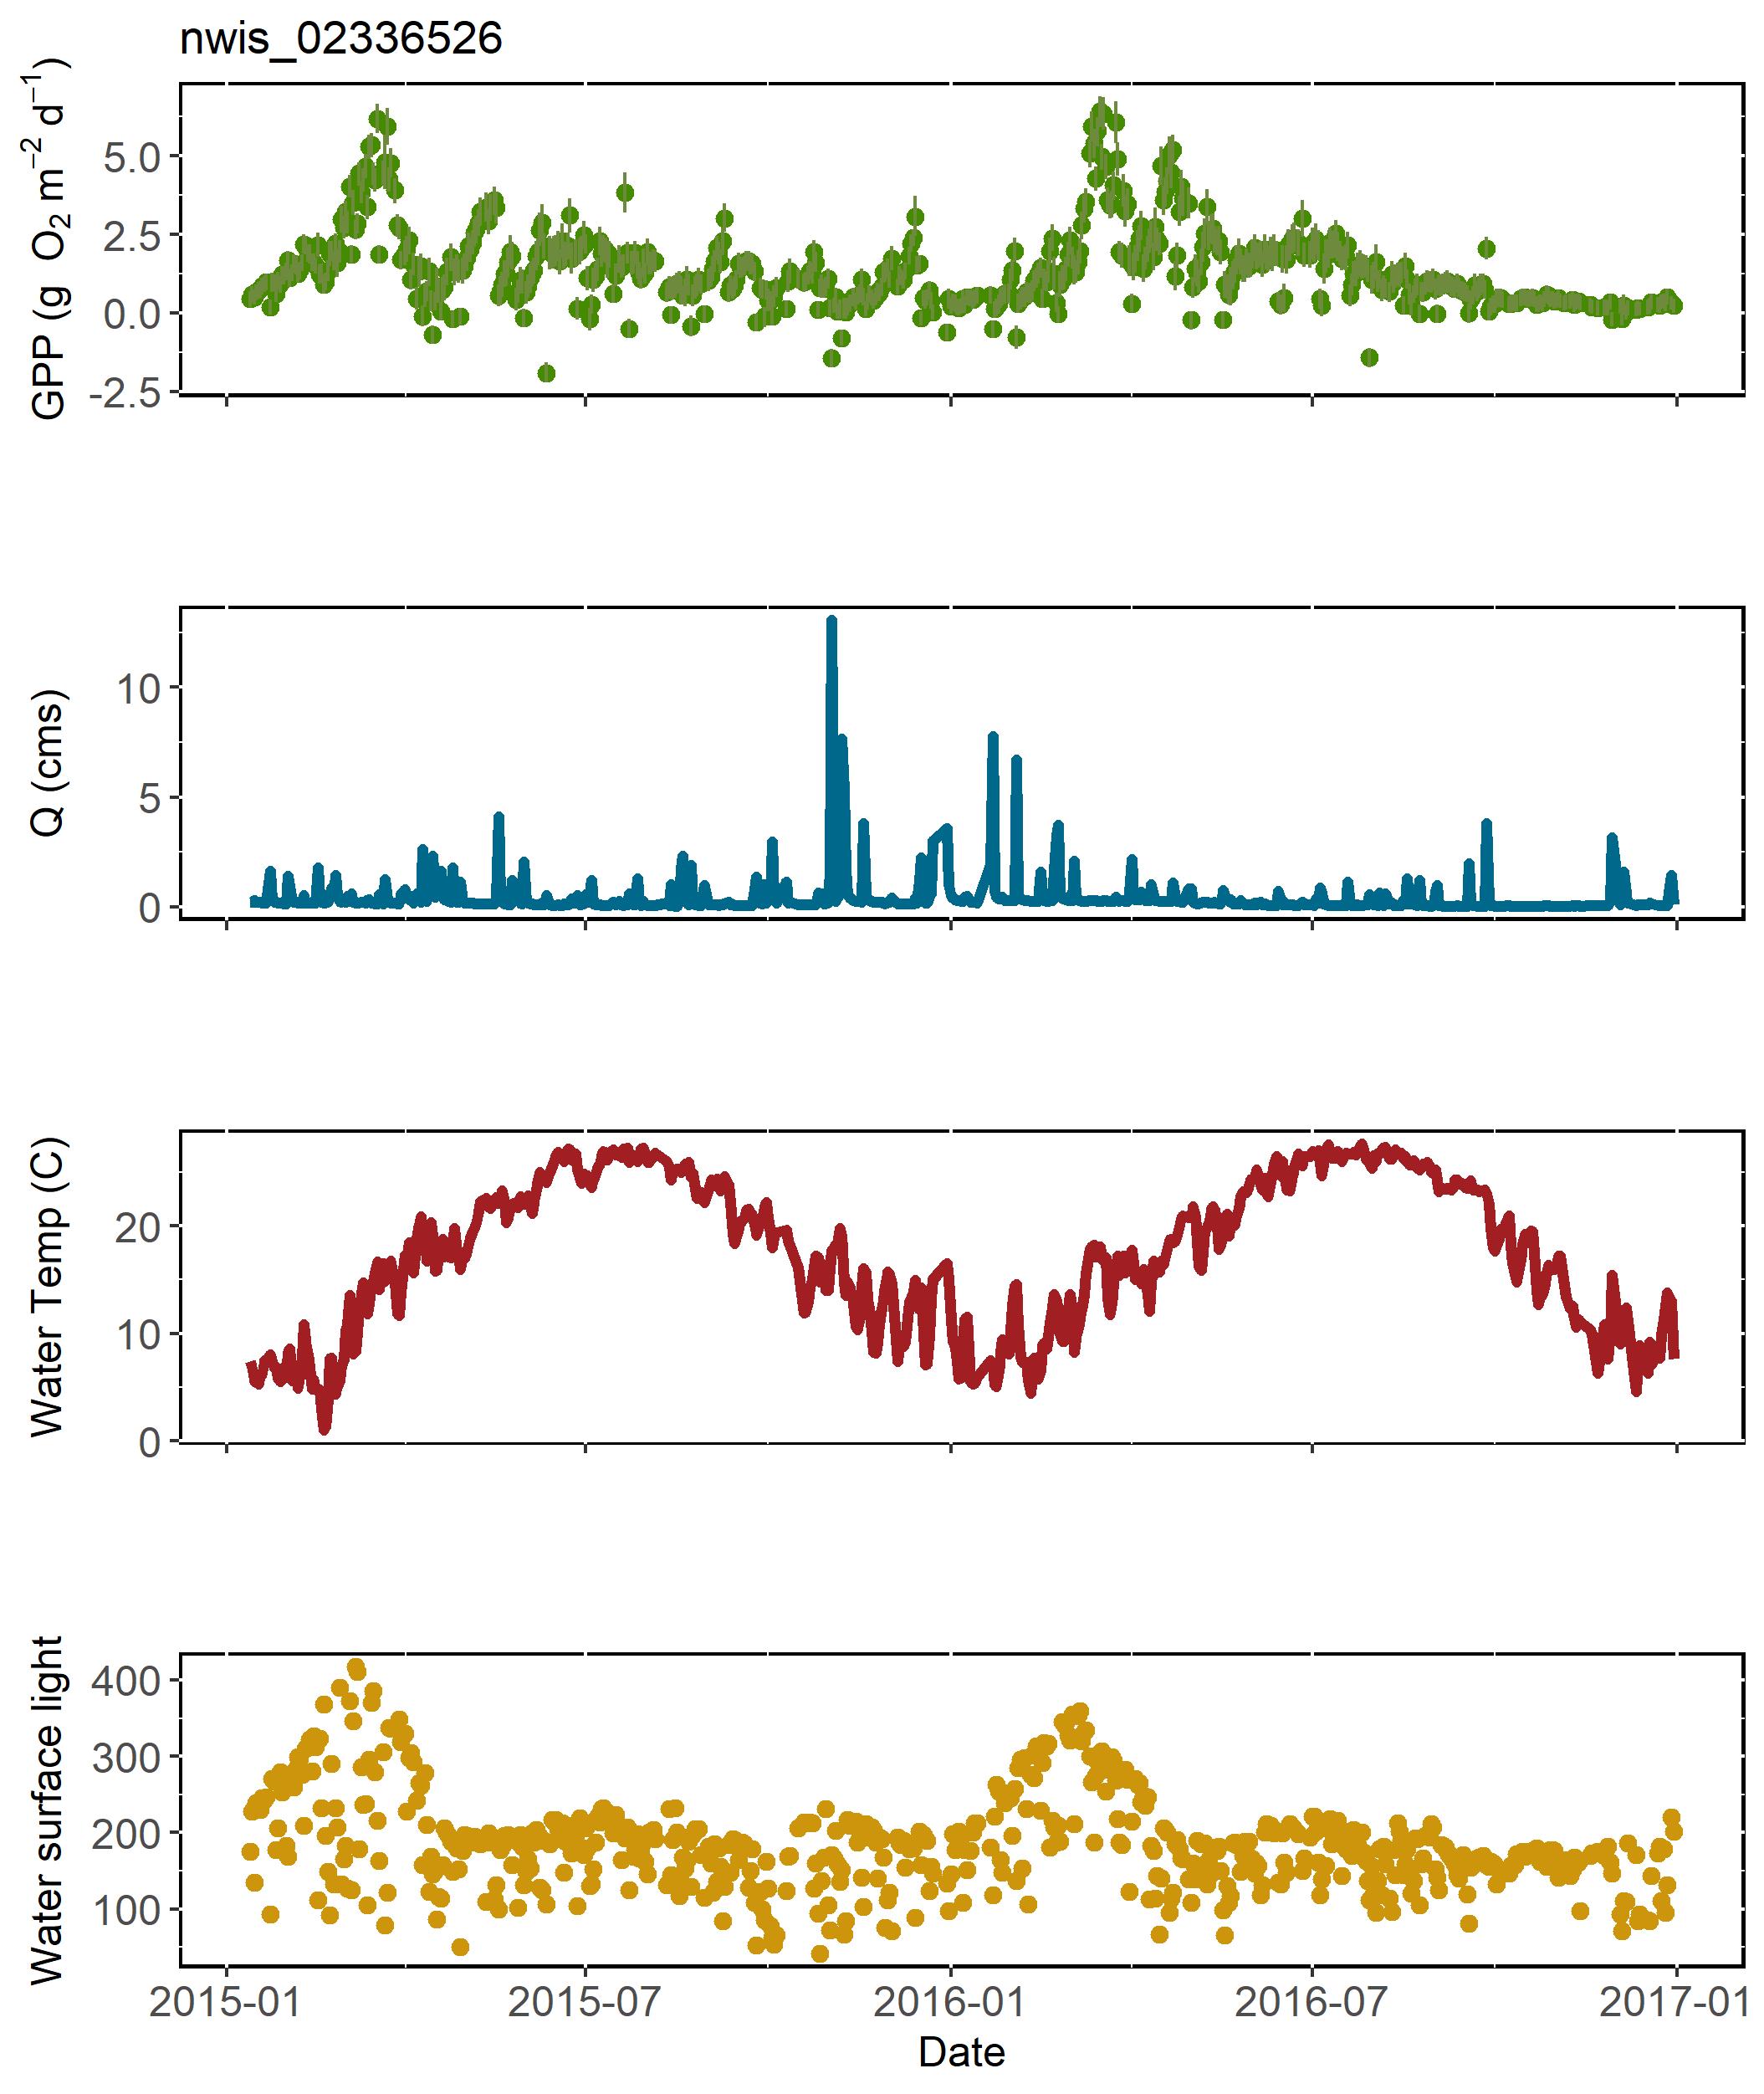 nwis_02336526
GPP (g O₂ m⁻² d⁻¹)
5.0
2.5
0.0
-2.5
Q (cms)
10
5
0
Water Temp (C)
20
10
0
Water surface light
400
300
200
100
2015-01 2015-07 2016-01 2016-07 2017-01
Date